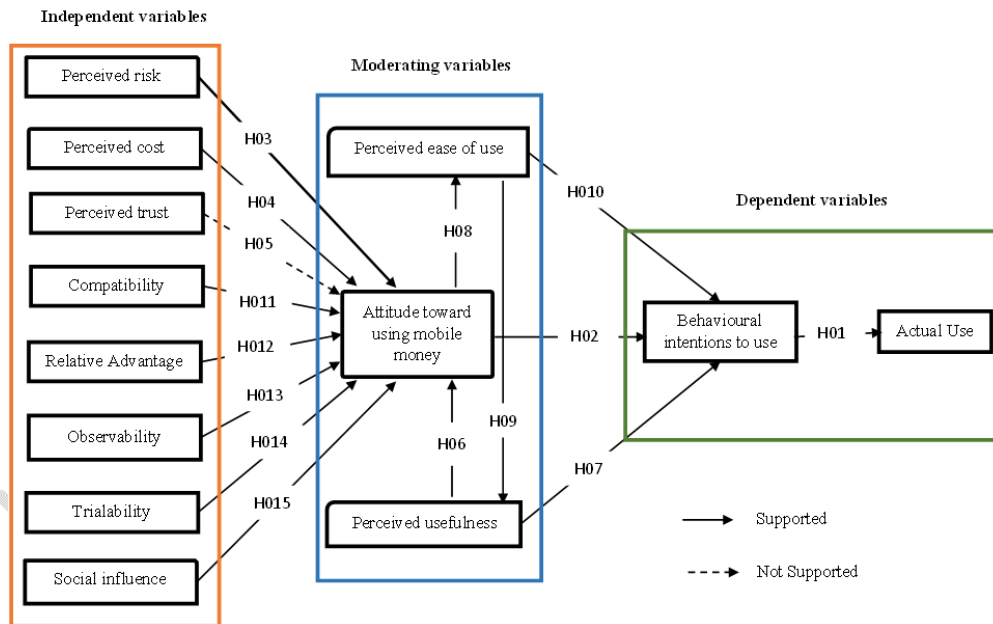 Independent variables
Perceived risk
Perceived cost
Perceived trust
Compatibility
Relative Advantage
Observability
Trialability
Social influence
H03
H04
H05
H011
H012
H013
H014
H015
Moderating variables
Perceived ease of use
H08
Attitude toward
using mobile
money
H06
H09
Perceived usefulness
H010
H02
H07
Dependent variables
Behavioural
intentions to use
H01
Actual Use
Supported
Not Supported